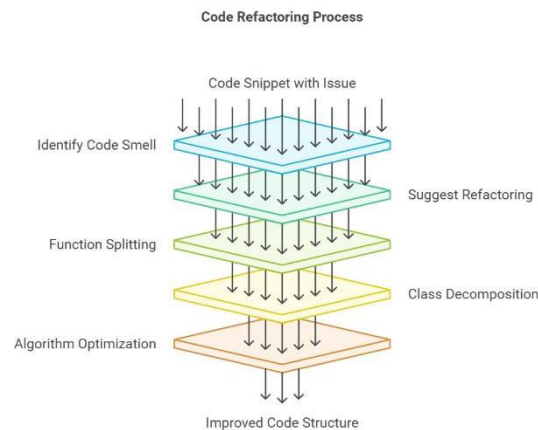 Code Refactoring Process
Code Snippet with Issue
Identify Code Smell
Suggest Refactoring
Function Splitting
Class Decomposition
Algorithm Optimization
Improved Code Structure